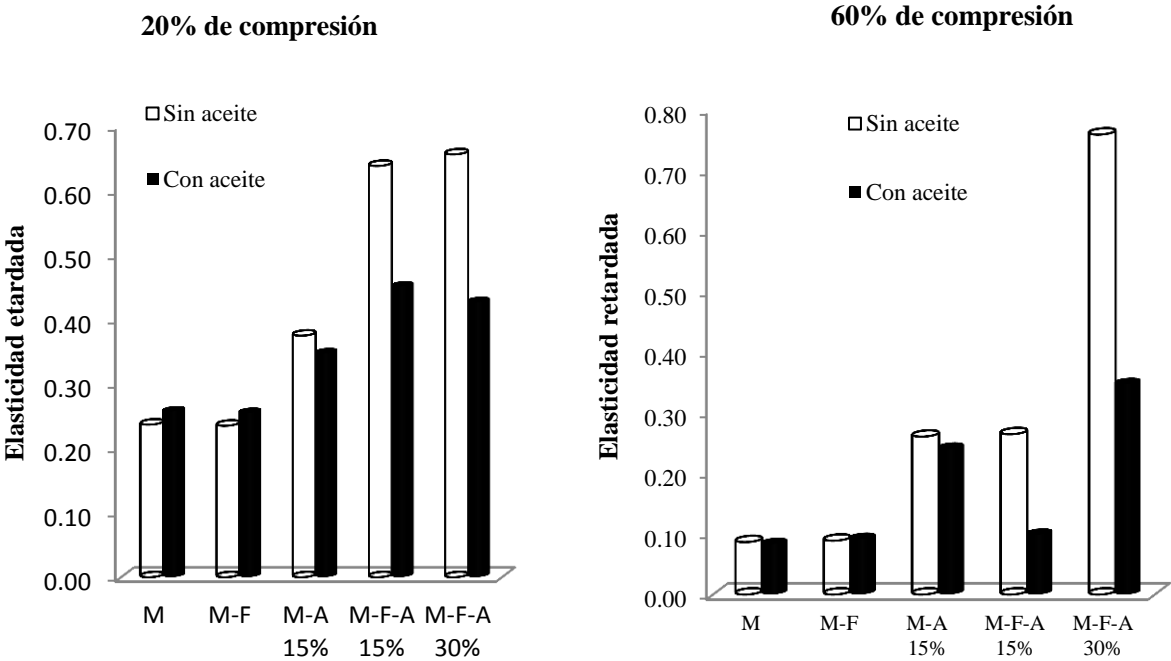 20% de compresión
Sin aceite
Con aceite
Elasticidad etardada
0.70
0.60
0.50
0.40
0.30
0.20
0.10
0.00
M M-F M-A M-F-A M-F-A
15% 15% 30%
60% de compresión
Sin aceite
Con aceite
Elasticidad retardada
0.80
0.70
0.60
0.50
0.40
0.30
0.20
0.10
0.00
M M-F M-A M-F-A M-F-A
15% 15% 30%